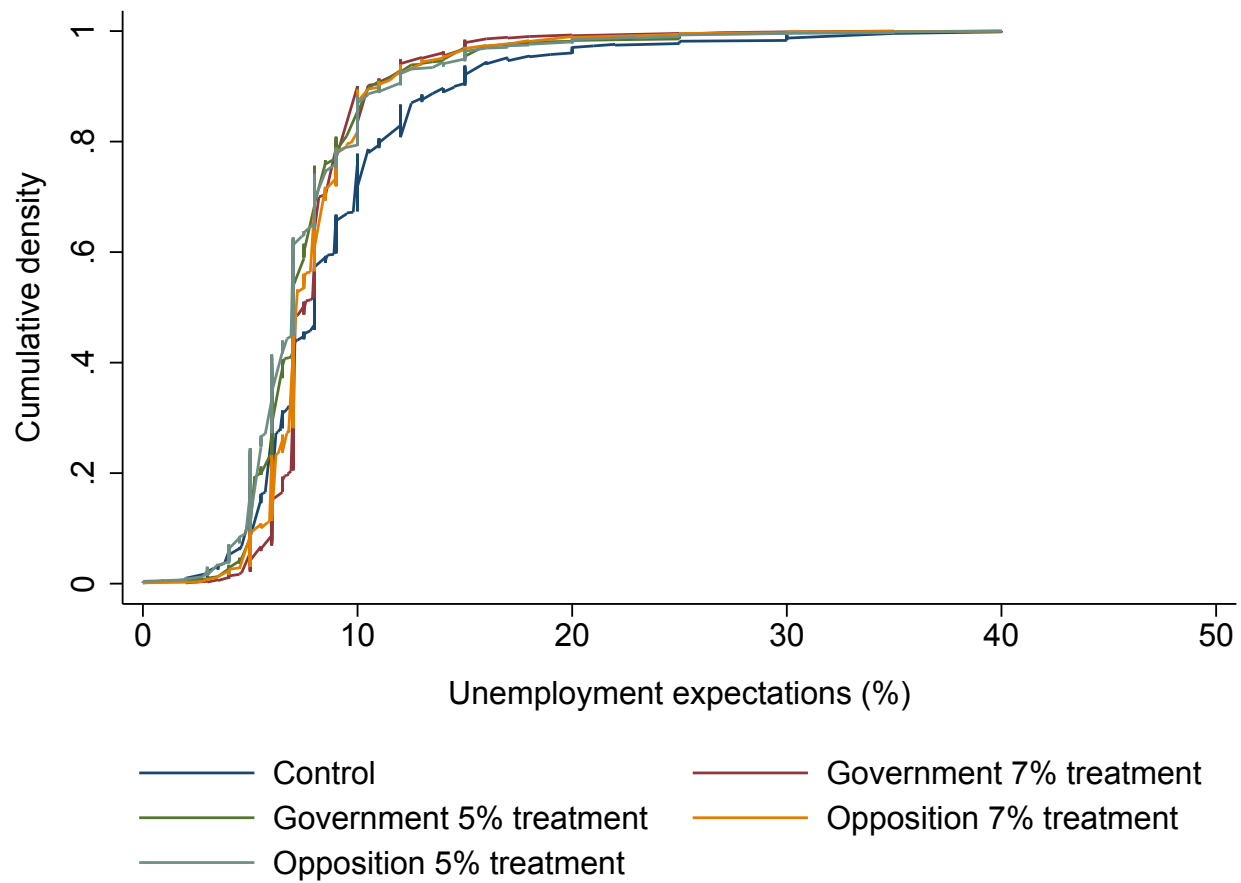 Cumulative density
1
.8
.6
.4
.2
0
0 10 20 30 40 50
Unemployment expectations (%)
Control Government 7% treatment
Government 5% treatment Opposition 7% treatment
Opposition 5% treatment